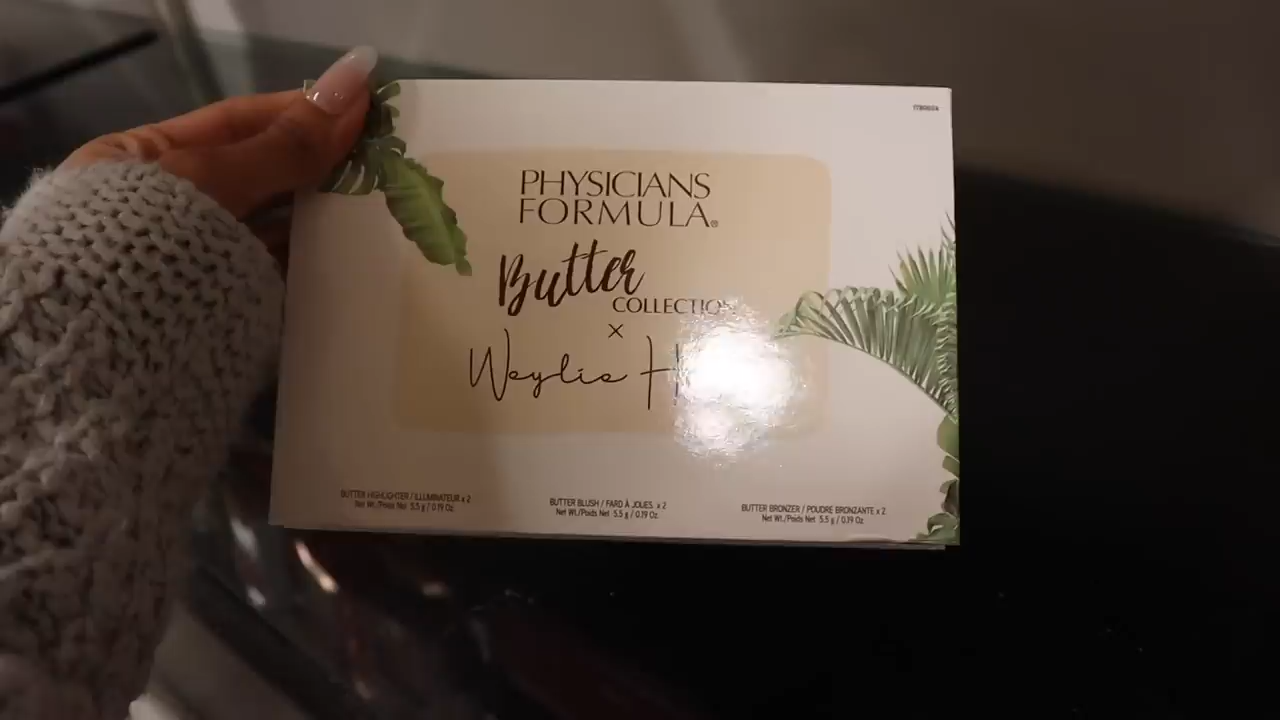 PHYSICIANS
FORMULA®
Butter
COLLECTION
×
Weylie
BUTTER HIGHLIGHTER / ILLUMINATEUR x 2
Net Wt./Poids Net 5.5 g / 0.19 Oz.
BUTTER BLUSH / FARD À JOUES x 2
Net Wt./Poids Net 5.5 g / 0.19 Oz.
BUTTER BRONZER / POUDRE BRONZANTE x 2
Net Wt./Poids Net 5.5 g / 0.19 Oz.